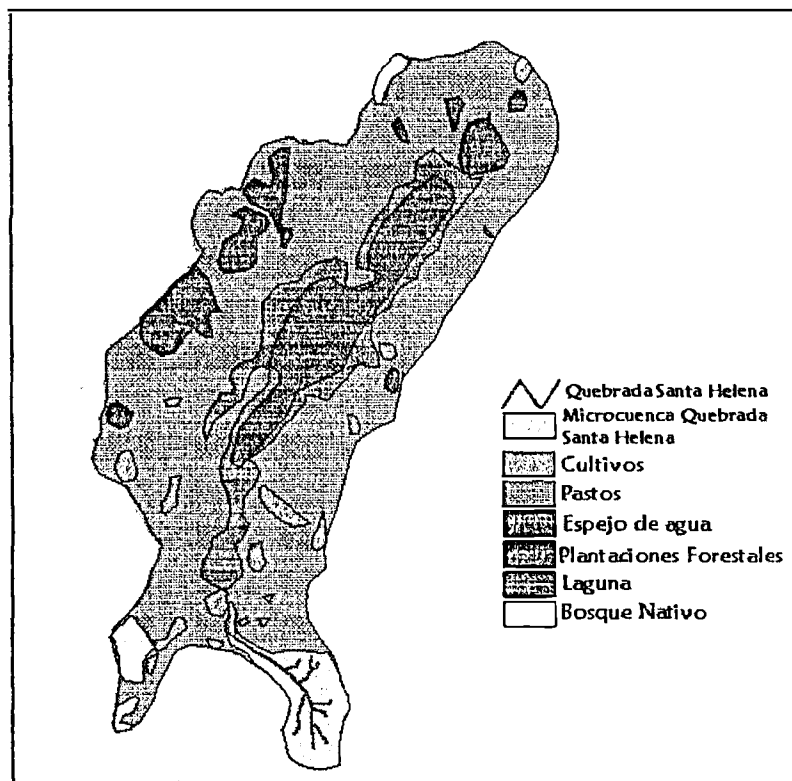 Quebrada Santa Helena
Microcuenca Quebrada
Santa Helena
Cultivos
Pastos
Espejo de agua
Plantaciones Forestales
Laguna
Bosque Nativo